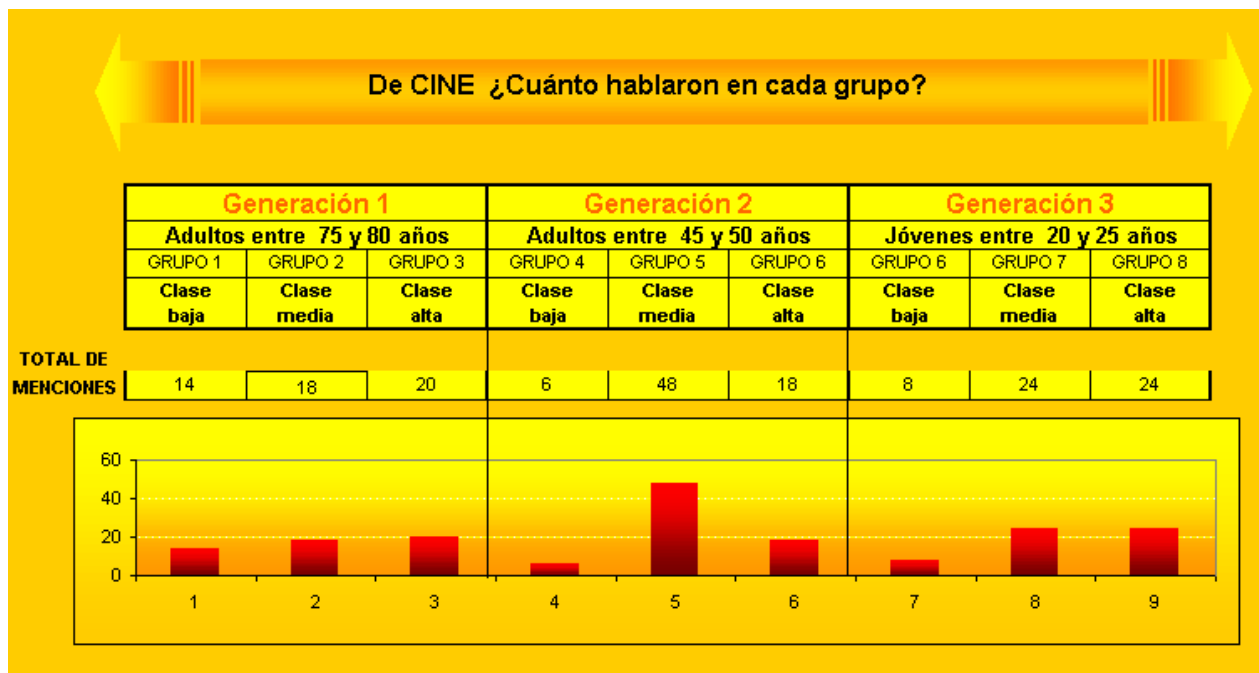 De CINE ¿Cuánto hablaron en cada grupo?
Generación 1 Generación 2 Generación 3
Adultos entre 75 y 80 años Adultos entre 45 y 50 años Jóvenes entre 20 y 25 años
GRUPO 1 GRUPO 2 GRUPO 3 GRUPO 4 GRUPO 5 GRUPO 6 GRUPO 6 GRUPO 7 GRUPO 8
Clase Clase Clase Clase Clase Clase Clase Clase Clase
baja media alta baja media alta baja media alta
TOTAL DE
MENCIONES 14 18 20 6 48 18 8 24 24
60
40
20
0
1 2 3 4 5 6 7 8 9